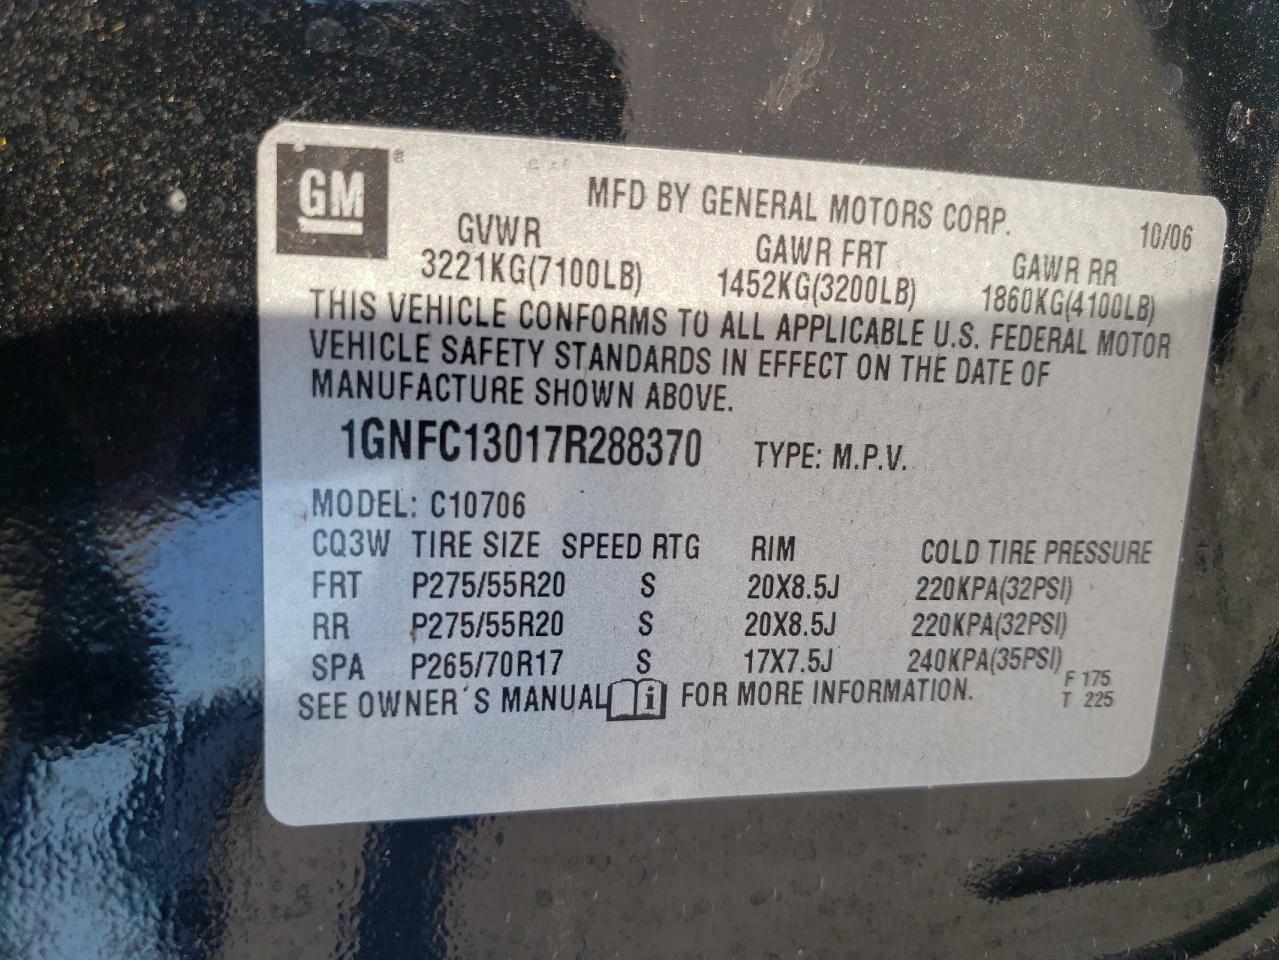 GM ®
MFD BY GENERAL MOTORS CORP.
10/06
GVWR GAWR FRT GAWR RR
3221KG(7100LB) 1452KG(3200LB) 1860KG(4100LB)
THIS VEHICLE CONFORMS TO ALL APPLICABLE U.S. FEDERAL MOTOR
VEHICLE SAFETY STANDARDS IN EFFECT ON THE DATE OF
MANUFACTURE SHOWN ABOVE.
1GNFC13017R288370 TYPE: M.P.V.
MODEL: C10706
CQ3W TIRE SIZE SPEED RTG RIM COLD TIRE PRESSURE
FRT P275/55R20 S 20X8.5J 220KPA(32PSI)
RR P275/55R20 S 20X8.5J 220KPA(32PSI)
SPA P265/70R17 S 17X7.5J 240KPA(35PSI)
SEE OWNER'S MANUAL i FOR MORE INFORMATION.
F 175
T 225